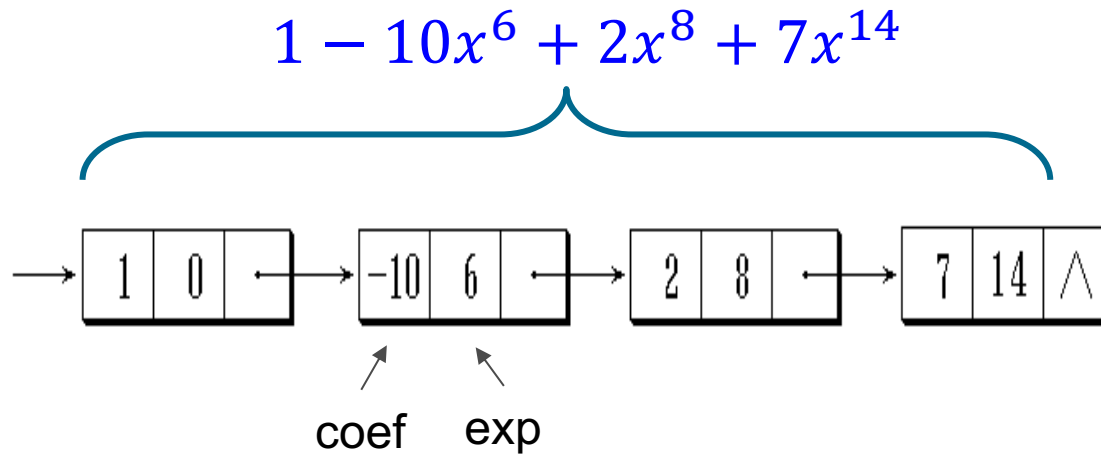 1 − 10x⁶ + 2x⁸ + 7x¹⁴
1 0 −10 6 2 8 7 14 ∧
coef exp